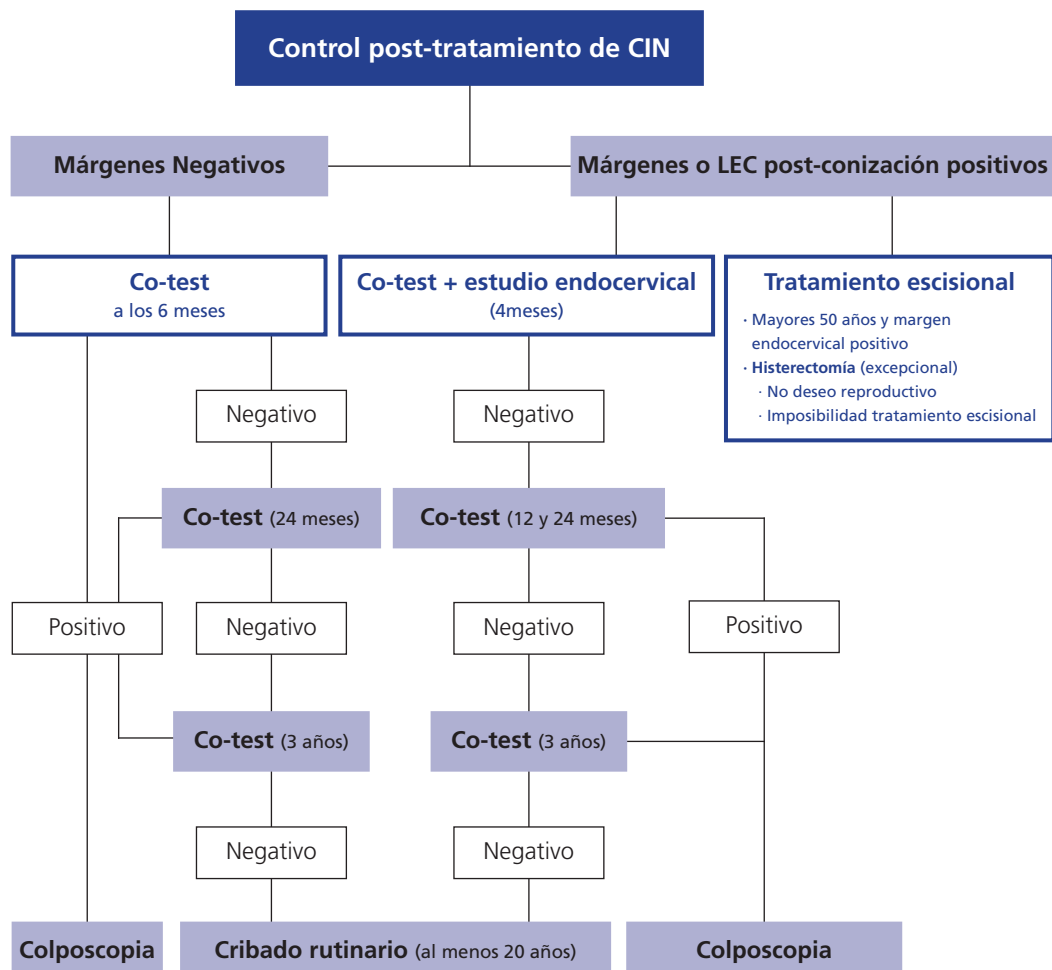 Control post-tratamiento de CIN
Márgenes Negativos
Márgenes o LEC post-conización positivos
Co-test
a los 6 meses
Co-test + estudio endocervical
(4meses)
Tratamiento escisional
· Mayores 50 años y margen
endocervical positivo
· Histerectomía (excepcional)
· No deseo reproductivo
· Imposibilidad tratamiento escisional
Negativo
Negativo
Co-test (24 meses)
Co-test (12 y 24 meses)
Positivo
Negativo
Negativo
Positivo
Co-test (3 años)
Co-test (3 años)
Negativo
Negativo
Colposcopia
Cribado rutinario (al menos 20 años)
Colposcopia